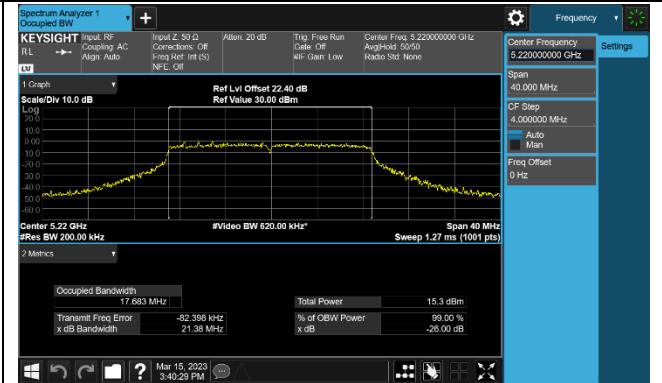 Spectrum Analyzer 1
Occupied BW
Frequency
KEYSIGHT
RL
LXI
Input: RF
Coupling: AC
Align: Auto
Input Z: 50 Ω
Corrections: Off
Freq Ref: Int (S)
NFE: Off
Atten: 20 dB
Trig: Free Run
Gate: Off
#IF Gain: Low
Center Freq: 5.220000000 GHz
Avg|Hold: 50/50
Radio Std: None
Center Frequency
5.220000000 GHz
Settings
Span
40.000 MHz
CF Step
4.000000 MHz
Auto
Man
Freq Offset
0 Hz
1 Graph
Scale/Div 10.0 dB
Ref Lvl Offset 22.40 dB
Ref Value 30.00 dBm
Log
20.0
10.0
0.00
-10.0
-20.0
-30.0
-40.0
-50.0
-60.0
Center 5.22 GHz
#Video BW 620.00 kHz*
Span 40 MHz
#Res BW 200.00 kHz
Sweep 1.27 ms (1001 pts)
2 Metrics
Occupied Bandwidth
17.683 MHz
Total Power 15.3 dBm
Transmit Freq Error -82.398 kHz
% of OBW Power 99.00 %
x dB Bandwidth 21.38 MHz
x dB -26.00 dB
Mar 15, 2023
3:40:29 PM